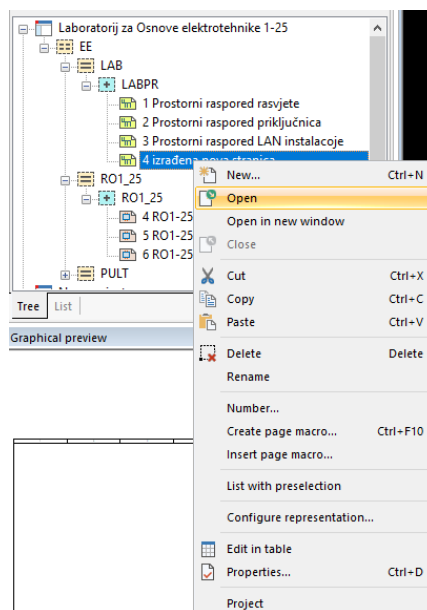 Laboratorij za Osnove elektrotehnike 1-25
EE
LAB
LABPR
1 Prostorni raspored rasvjete
2 Prostorni raspored priključnica
3 Prostorni raspored LAN instalacoje
4 izrađena nova stranica
RO1_25
RO1_25
4 RO1-25
5 RO1-25
6 RO1-25
PULT
Tree List
Graphical preview
New... Ctrl+N
Open
Open in new window
Close
Cut Ctrl+X
Copy Ctrl+C
Paste Ctrl+V
Delete Delete
Rename
Number...
Create page macro... Ctrl+F10
Insert page macro...
List with preselection
Configure representation...
Edit in table
Properties... Ctrl+D
Project